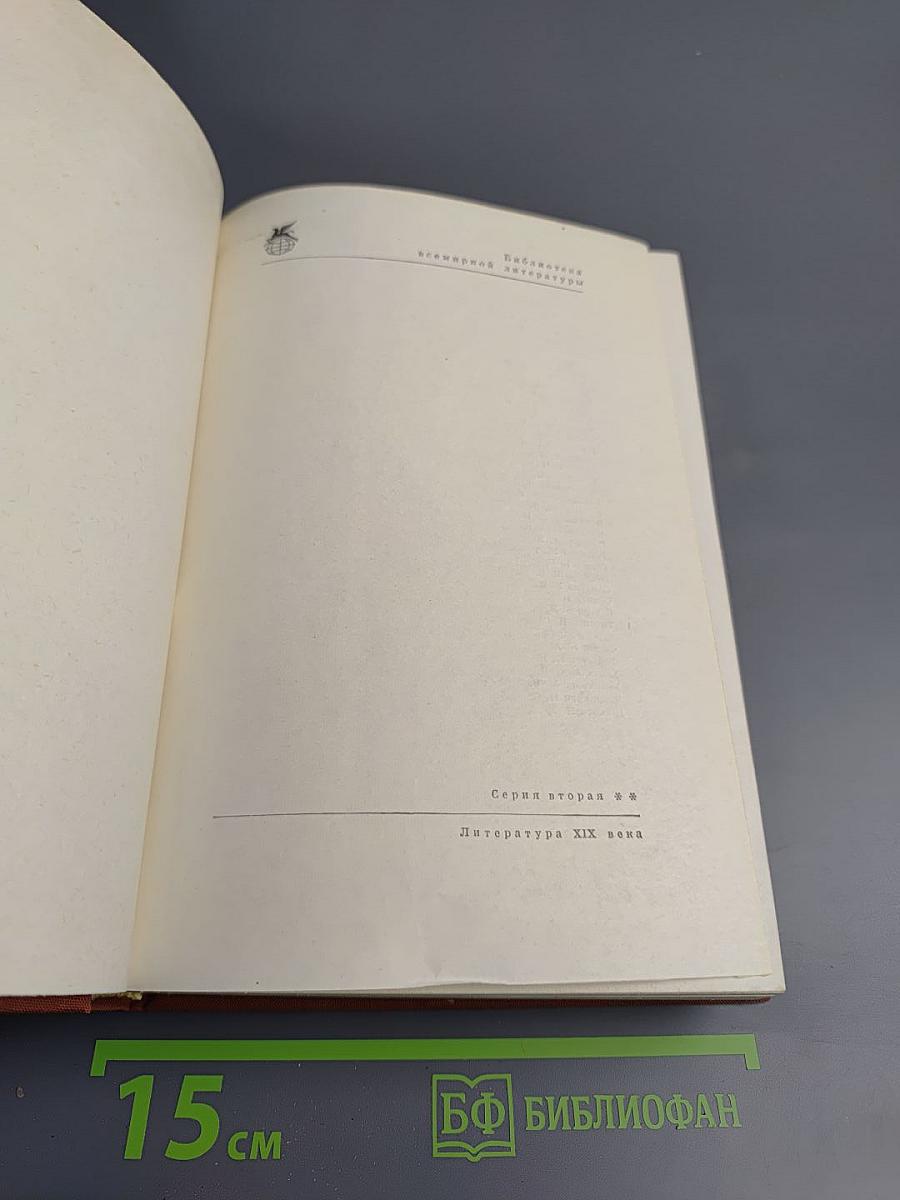 Библиотека
всемирной литературы
Серия вторая * *
Литература XIX века
15 см
БФ БИБЛИОФАН